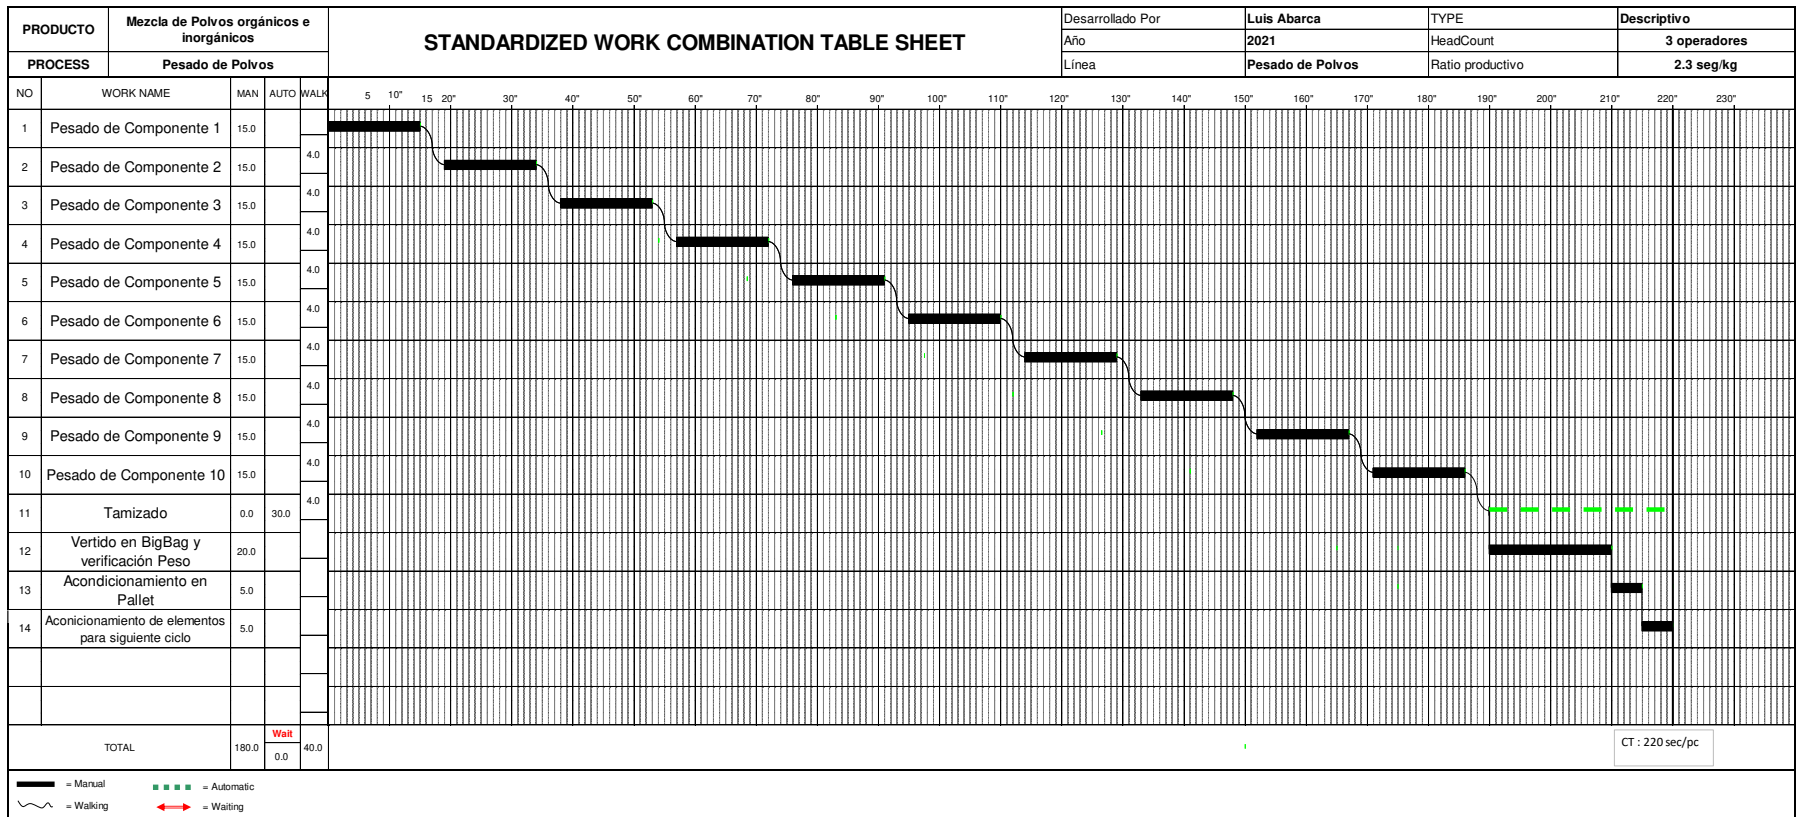 PRODUCTO
Mezcla de Polvos orgánicos e
inorgánicos
STANDARDIZED WORK COMBINATION TABLE SHEET
Desarrollado Por
Luis Abarca
TYPE
Descriptivo
Año
2021
HeadCount
3 operadores
PROCESS
Pesado de Polvos
Línea
Pesado de Polvos
Ratio productivo
2.3 seg/kg
NO WORK NAME MAN AUTO WALK
5 10" 15 20" 30" 40" 50" 60" 70" 80" 90" 100" 110" 120" 130" 140" 150" 160" 170" 180" 190" 200" 210" 220" 230"
1 Pesado de Componente 1 15.0
4.0
2 Pesado de Componente 2 15.0
4.0
3 Pesado de Componente 3 15.0
4.0
4 Pesado de Componente 4 15.0
4.0
5 Pesado de Componente 5 15.0
4.0
6 Pesado de Componente 6 15.0
4.0
7 Pesado de Componente 7 15.0
4.0
8 Pesado de Componente 8 15.0
4.0
9 Pesado de Componente 9 15.0
4.0
10 Pesado de Componente 10 15.0
4.0
11 Tamizado 0.0 30.0
12 Vertido en BigBag y
verificación Peso 20.0
13 Acondicionamiento en
Pallet 5.0
14 Aconicionamiento de elementos
para siguiente ciclo 5.0
TOTAL 180.0 Wait
0.0 40.0
CT : 220 sec/pc
= Manual
= Automatic
= Walking
= Waiting